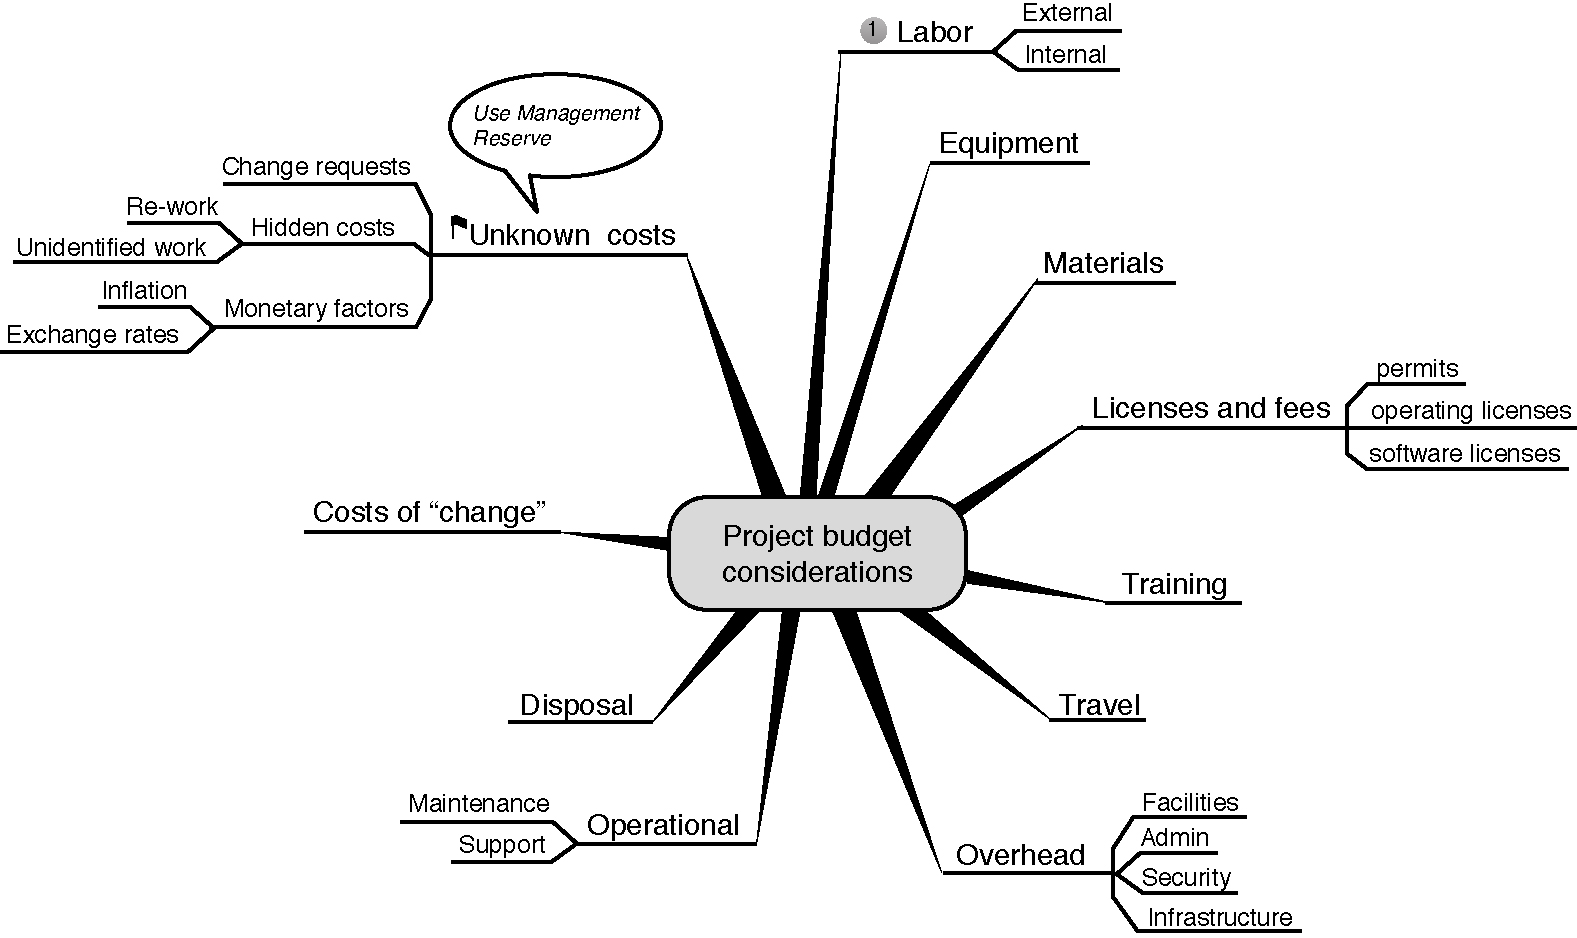 1 Labor
External
Internal
Equipment
Materials
Licenses and fees
permits
operating licenses
software licenses
Training
Travel
Overhead
Facilities
Admin
Security
Infrastructure
Operational
Maintenance
Support
Disposal
Costs of “change”
Use Management
Reserve
Unknown costs
Change requests
Hidden costs
Re-work
Unidentified work
Monetary factors
Inflation
Exchange rates
Project budget
considerations